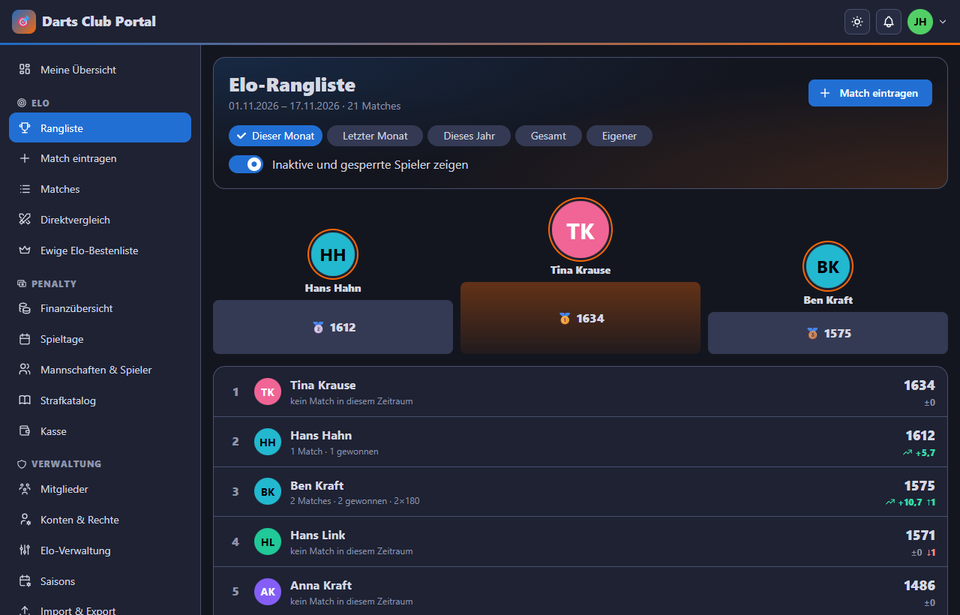 Darts Club Portal
JH
Meine Übersicht
ELO
Rangliste
Match eintragen
Matches
Direktvergleich
Ewige Elo-Bestenliste
PENALTY
Finanzübersicht
Spieltage
Mannschaften & Spieler
Strafkatalog
Kasse
VERWALTUNG
Mitglieder
Konten & Rechte
Elo-Verwaltung
Saisons
Import & Export
Elo-Rangliste
01.11.2026 – 17.11.2026 · 21 Matches
Match eintragen
Dieser Monat
Letzter Monat
Dieses Jahr
Gesamt
Eigener
Inaktive und gesperrte Spieler zeigen
HH
Hans Hahn
1612
TK
Tina Krause
1634
BK
Ben Kraft
1575
1
TK
Tina Krause
kein Match in diesem Zeitraum
1634
±0
2
HH
Hans Hahn
1 Match · 1 gewonnen
1612
+5,7
3
BK
Ben Kraft
2 Matches · 2 gewonnen · 2×180
1575
+10,7 ↑1
4
HL
Hans Link
kein Match in diesem Zeitraum
1571
±0 ↓1
5
AK
Anna Kraft
kein Match in diesem Zeitraum
1486
±0